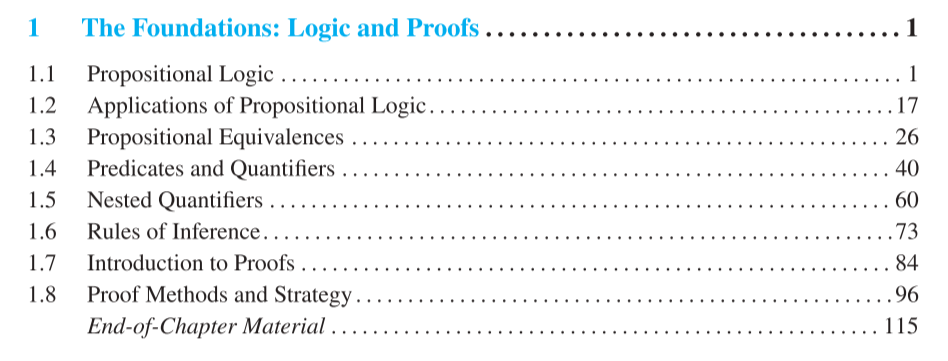 1 The Foundations: Logic and Proofs ..................................... 1
1.1 Propositional Logic ................................................................ 1
1.2 Applications of Propositional Logic................................................17
1.3 Propositional Equivalences ....................................................... 26
1.4 Predicates and Quantifiers ........................................................ 40
1.5 Nested Quantifiers ................................................................ 60
1.6 Rules of Inference.................................................................73
1.7 Introduction to Proofs ............................................................. 84
1.8 Proof Methods and Strategy........................................................96
End-of-Chapter Material ......................................................... 115